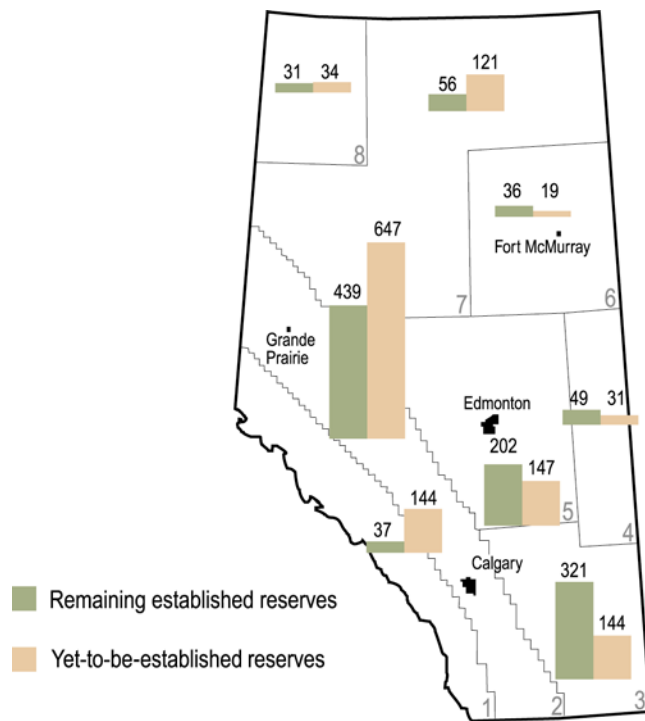 31 34
56 121
8
36 19
Fort McMurray
647
439
7
6
Grande
Prairie
49 31
Edmonton
202
147
5
144
37
4
Calgary
321
144
Remaining established reserves
Yet-to-be-established reserves
1
2
3